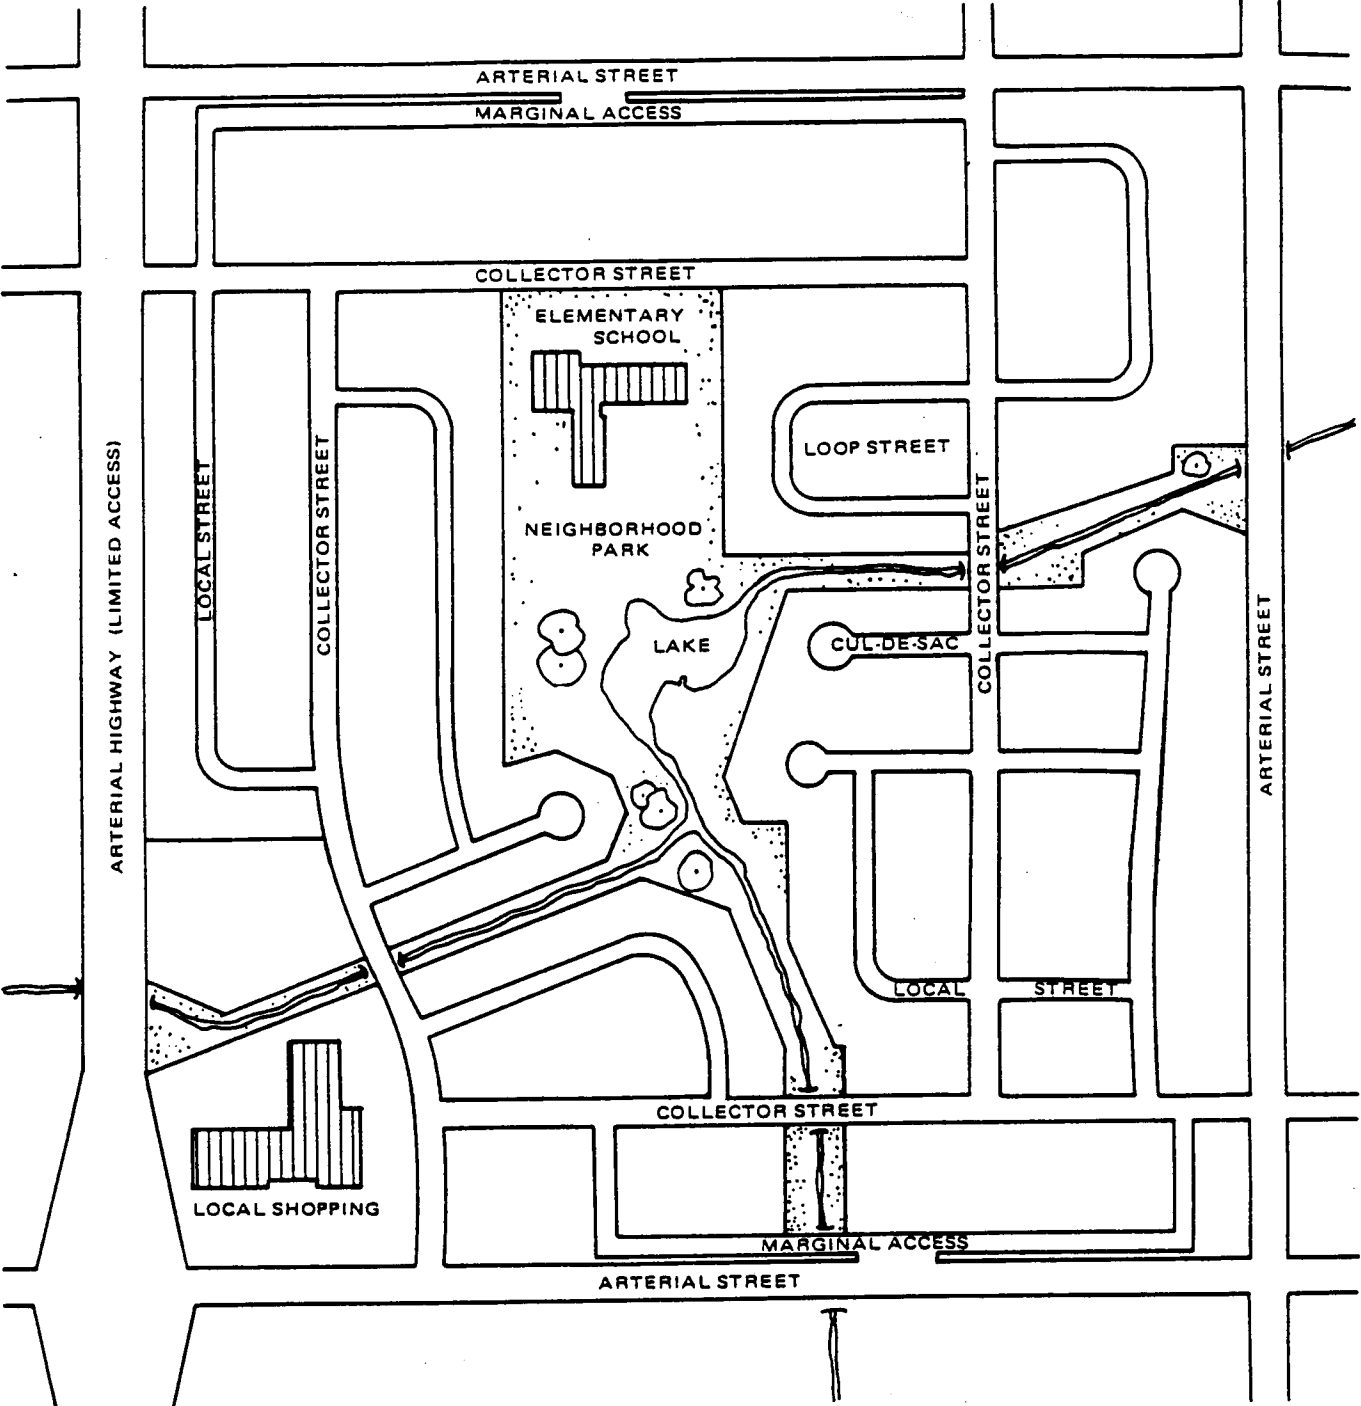 ARTERIAL STREET
MARGINAL ACCESS
COLLECTOR STREET
ELEMENTARY
SCHOOL
LOOP STREET
ARTERIAL HIGHWAY (LIMITED ACCESS)
LOCAL STREET
COLLECTOR STREET
NEIGHBORHOOD
PARK
COLLECTOR STREET
LAKE
CUL-DE-SAC
ARTERIAL STREET
LOCAL STREET
COLLECTOR STREET
LOCAL SHOPPING
MARGINAL ACCESS
ARTERIAL STREET